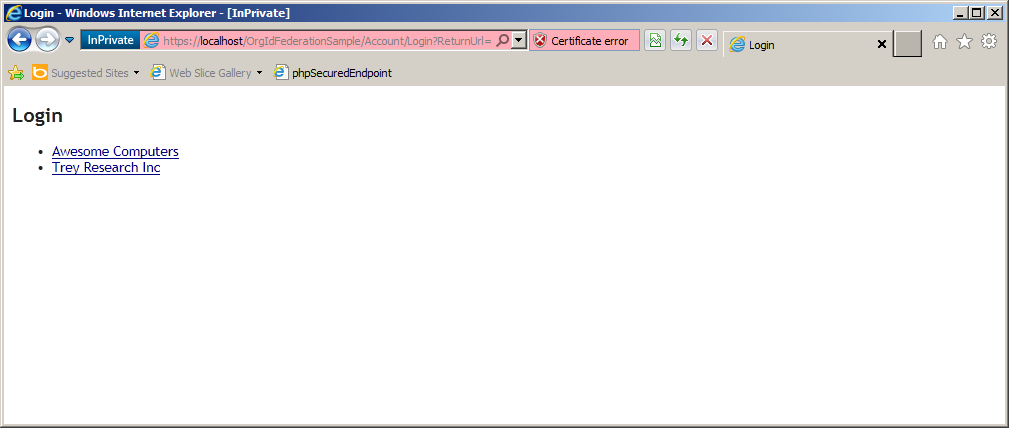 Login - Windows Internet Explorer - [InPrivate]
InPrivate https://localhost/OrgIdFederationSample/Account/Login?ReturnUrl= Certificate error Login
Suggested Sites Web Slice Gallery phpSecuredEndpoint
Login
• Awesome Computers
• Trey Research Inc